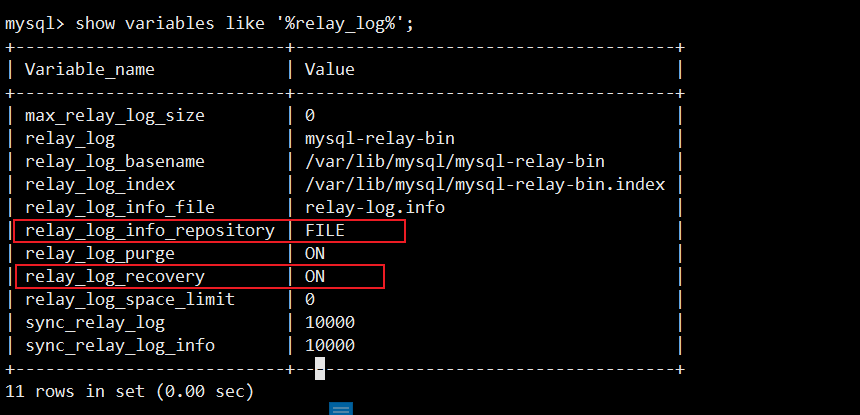 mysql> show variables like '%relay_log%';
+---------------------------+-------------------------------------+
| Variable_name | Value |
+---------------------------+-------------------------------------+
| max_relay_log_size | 0 |
| relay_log | mysql-relay-bin |
| relay_log_basename | /var/lib/mysql/mysql-relay-bin |
| relay_log_index | /var/lib/mysql/mysql-relay-bin.index |
| relay_log_info_file | relay-log.info |
| relay_log_info_repository | FILE |
| relay_log_purge | ON |
| relay_log_recovery | ON |
| relay_log_space_limit | 0 |
| sync_relay_log | 10000 |
| sync_relay_log_info | 10000 |
+---------------------------+-------------------------------------+
11 rows in set (0.00 sec)